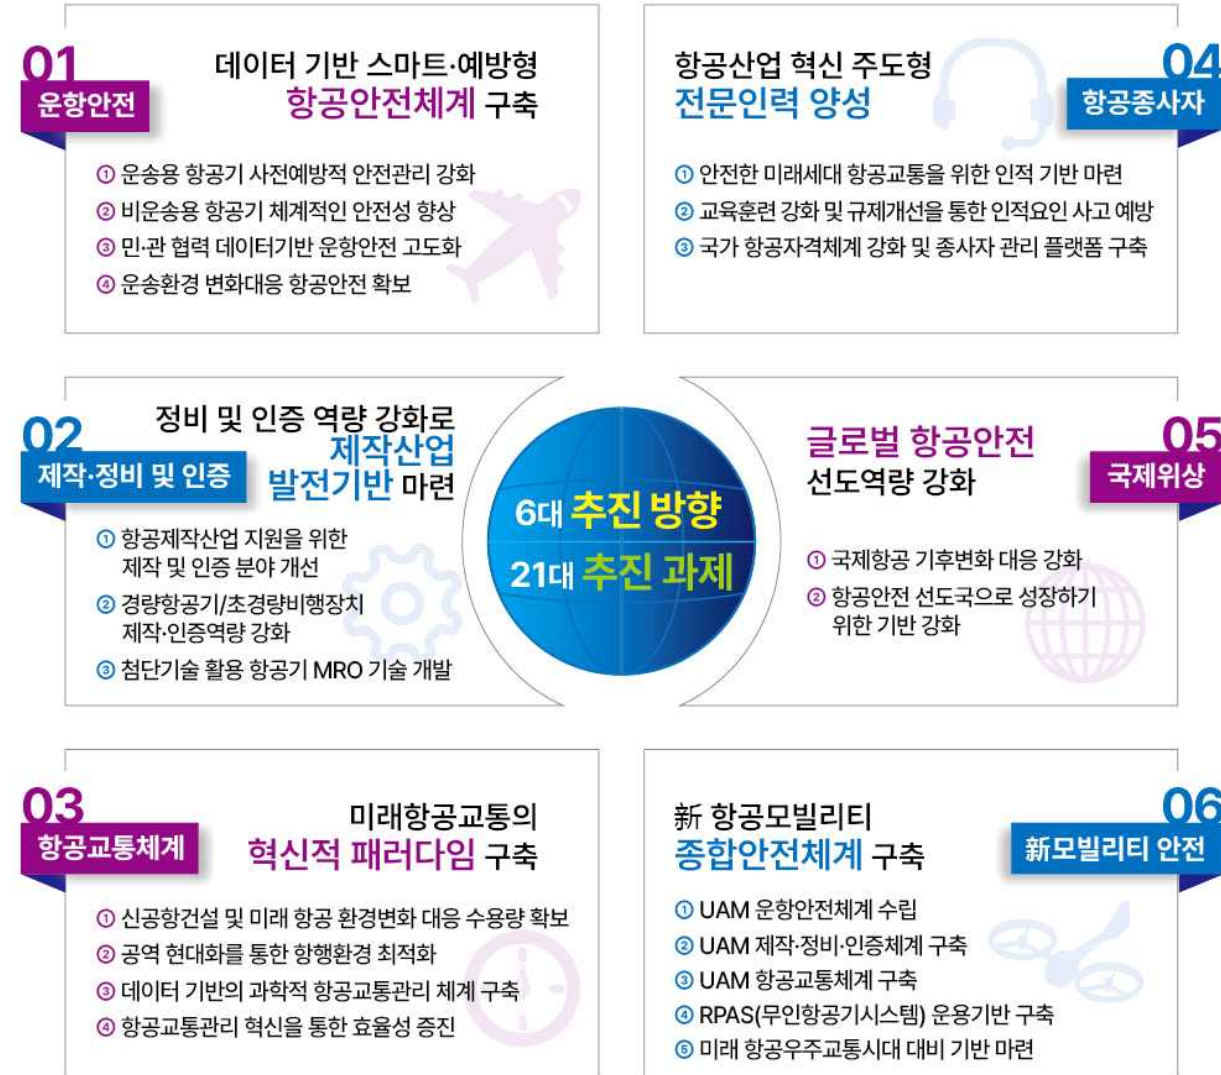 01
운항안전
데이터 기반 스마트·예방형
항공안전체계 구축
① 운송용 항공기 사전예방적 안전관리 강화
② 비운송용 항공기 체계적인 안전성 향상
③ 민·관 협력 데이터기반 운항안전 고도화
④ 운송환경 변화대응 항공안전 확보
02
제작·정비 및 인증
정비 및 인증 역량 강화로
제작산업
발전기반 마련
① 항공제작산업 지원을 위한
제작 및 인증 분야 개선
② 경량항공기/초경량비행장치
제작·인증역량 강화
③ 첨단기술 활용 항공기 MRO 기술 개발
03
항공교통체계
미래항공교통의
혁신적 패러다임 구축
① 신공항건설 및 미래 항공 환경변화 대응 수용량 확보
② 공역 현대화를 통한 항행환경 최적화
③ 데이터 기반의 과학적 항공교통관리 체계 구축
④ 항공교통관리 혁신을 통한 효율성 증진
6대 추진 방향
21대 추진 과제
04
항공종사자
항공산업 혁신 주도형
전문인력 양성
① 안전한 미래세대 항공교통을 위한 인적 기반 마련
② 교육훈련 강화 및 규제개선을 통한 인적요인 사고 예방
③ 국가 항공자격체계 강화 및 종사자 관리 플랫폼 구축
05
국제위상
글로벌 항공안전
선도역량 강화
① 국제항공 기후변화 대응 강화
② 항공안전 선도국으로 성장하기
위한 기반 강화
06
新모빌리티 안전
新 항공모빌리티
종합안전체계 구축
① UAM 운항안전체계 수립
② UAM 제작·정비·인증체계 구축
③ UAM 항공교통체계 구축
④ RPAS(무인항공기시스템) 운용기반 구축
⑤ 미래 항공우주교통시대 대비 기반 마련